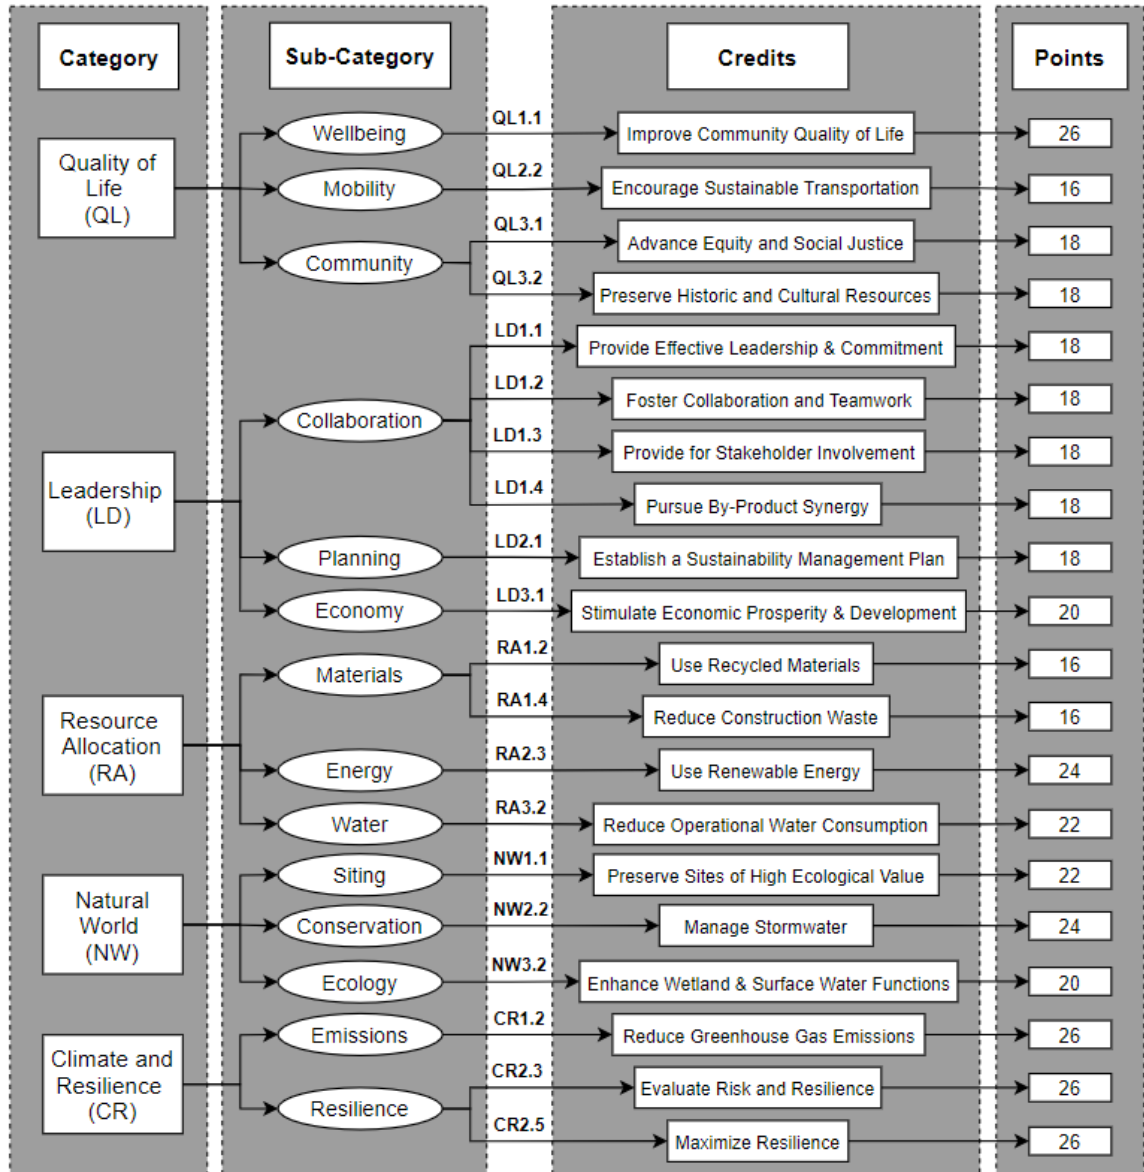 Category
Sub-Category
Credits
Points
Quality of
Life
(QL)
Wellbeing
QL1.1
Improve Community Quality of Life
26
Mobility
QL2.2
Encourage Sustainable Transportation
16
Community
QL3.1
Advance Equity and Social Justice
18
QL3.2
Preserve Historic and Cultural Resources
18
Leadership
(LD)
Collaboration
LD1.1
Provide Effective Leadership & Commitment
18
LD1.2
Foster Collaboration and Teamwork
18
LD1.3
Provide for Stakeholder Involvement
18
LD1.4
Pursue By-Product Synergy
18
Planning
LD2.1
Establish a Sustainability Management Plan
18
Economy
LD3.1
Stimulate Economic Prosperity & Development
20
Resource
Allocation
(RA)
Materials
RA1.2
Use Recycled Materials
16
RA1.4
Reduce Construction Waste
16
Energy
RA2.3
Use Renewable Energy
24
Water
RA3.2
Reduce Operational Water Consumption
22
Natural
World
(NW)
Siting
NW1.1
Preserve Sites of High Ecological Value
22
Conservation
NW2.2
Manage Stormwater
24
Ecology
NW3.2
Enhance Wetland & Surface Water Functions
20
Climate and
Resilience
(CR)
Emissions
CR1.2
Reduce Greenhouse Gas Emissions
26
Resilience
CR2.3
Evaluate Risk and Resilience
26
CR2.5
Maximize Resilience
26